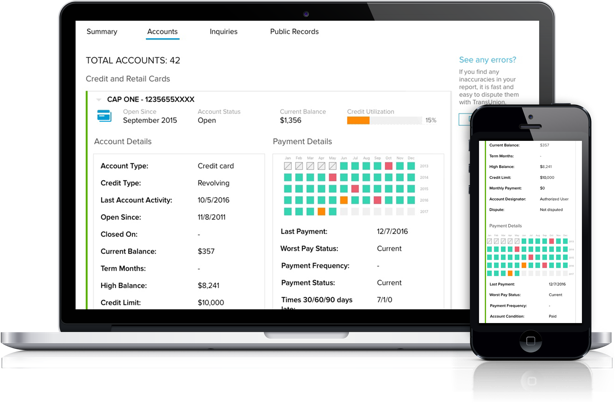 Summary Accounts Inquiries Public Records
TOTAL ACCOUNTS: 42
Credit and Retail Cards
CAP ONE - 1235655XXXX
Open Since Account Status Current Balance Credit Utilization
September 2015 Open $1,356 15%
Account Details
Account Type: Credit card
Credit Type: Revolving
Last Account Activity: 10/5/2016
Open Since: 11/8/2011
Closed On: -
Current Balance: $357
Term Months: -
High Balance: $8,241
Credit Limit: $10,000
Payment Details
Jan Feb Mar Apr May Jun Jul Aug Sep Oct Nov Dec
2013
2014
2015
2016
2017
Last Payment: 12/7/2016
Worst Pay Status: Current
Payment Frequency: -
Payment Status: Current
Times 30/60/90 days 7/1/0
late:
See any errors?
If you find any
inaccuracies in your
report, it is fast and
easy to dispute them
with TransUnion.
Current Balance: $357
Term Months: -
High Balance: $8,241
Credit Limit: $10,000
Monthly Payment: $0
Account Designator: Authorized User
Dispute: Not disputed
Payment Details
Last Payment: 12/7/2016
Worst Pay Status: Current
Payment Frequency: -
Account Condition: Paid